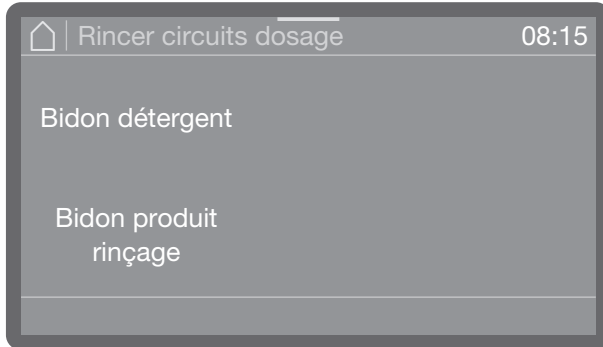 Rincer circuits dosage 08:15
Bidon détergent
Bidon produit
rinçage